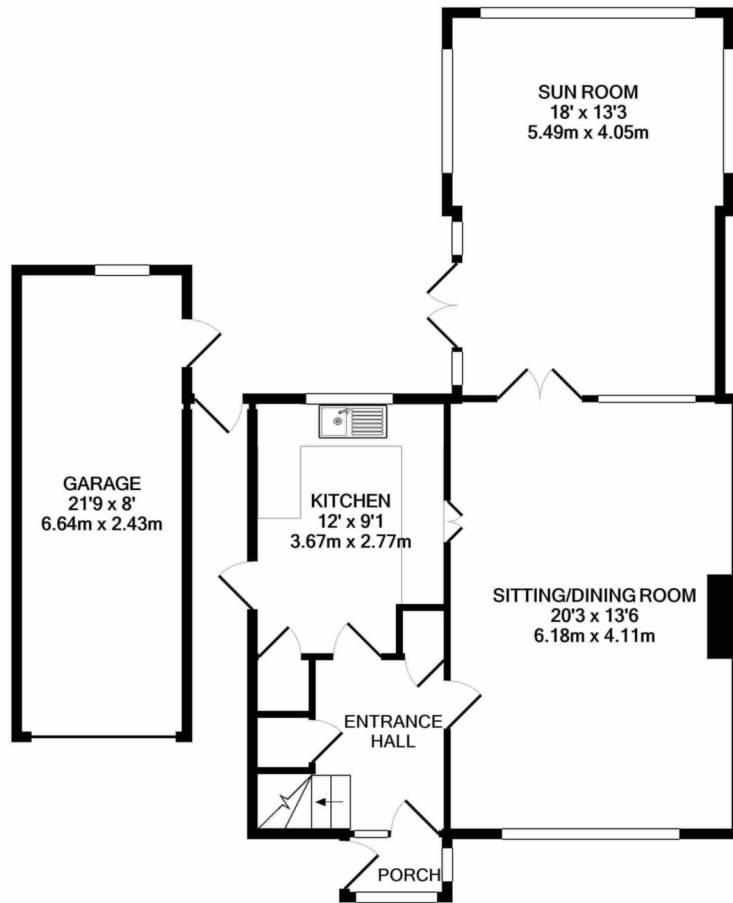 SUN ROOM
18' x 13'3
5.49m x 4.05m
GARAGE
21'9 x 8'
6.64m x 2.43m
KITCHEN
12' x 9'1
3.67m x 2.77m
SITTING/DINING ROOM
20'3 x 13'6
6.18m x 4.11m
ENTRANCE
HALL
PORCH